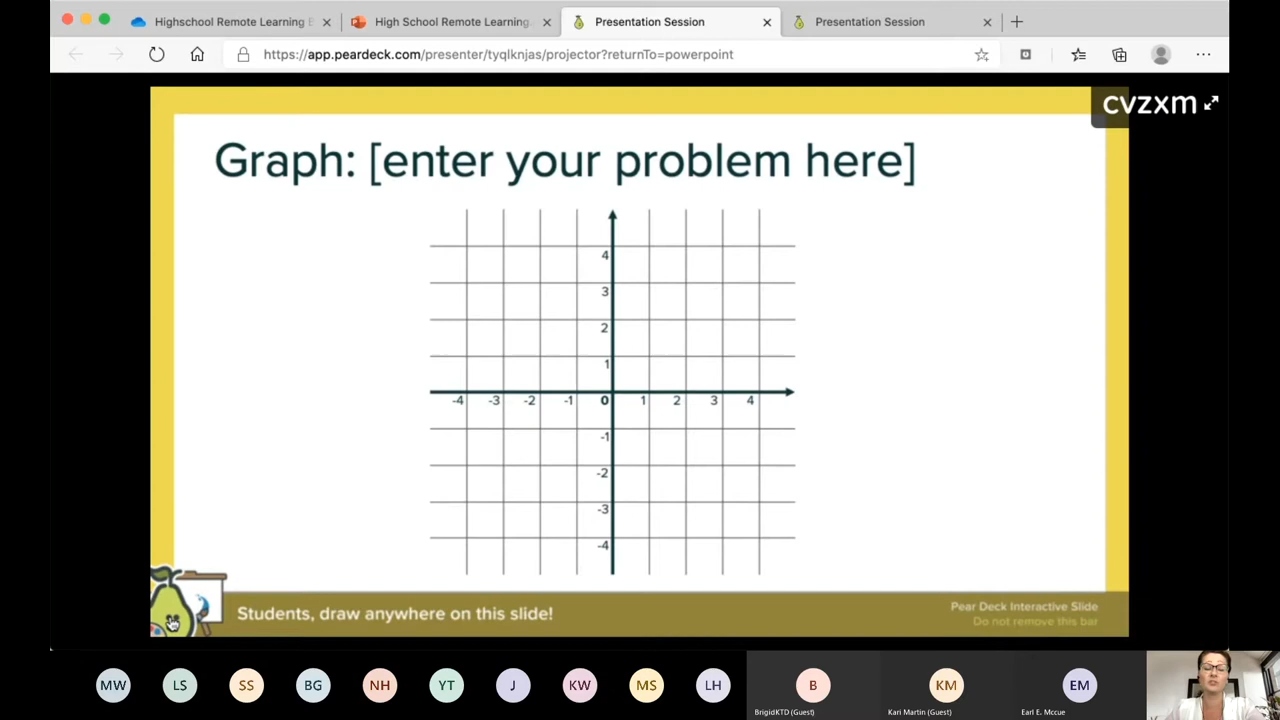 Highschool Remote Learning E
High School Remote Learning.
Presentation Session
Presentation Session
https://app.peardeck.com/presenter/tyqlknjas/projector?returnTo=powerpoint
cvzxm
Graph: [enter your problem here]
4
3
2
1
-4 -3 -2 -1 0 1 2 3 4
-1
-2
-3
-4
Students, draw anywhere on this slide!
Pear Deck Interactive Slide
Do not remove this bar
MW LS SS BG NH YT J KW MS LH B KM EM
BrigidKTD (Guest) Kari Martin (Guest) Earl E. Mccue